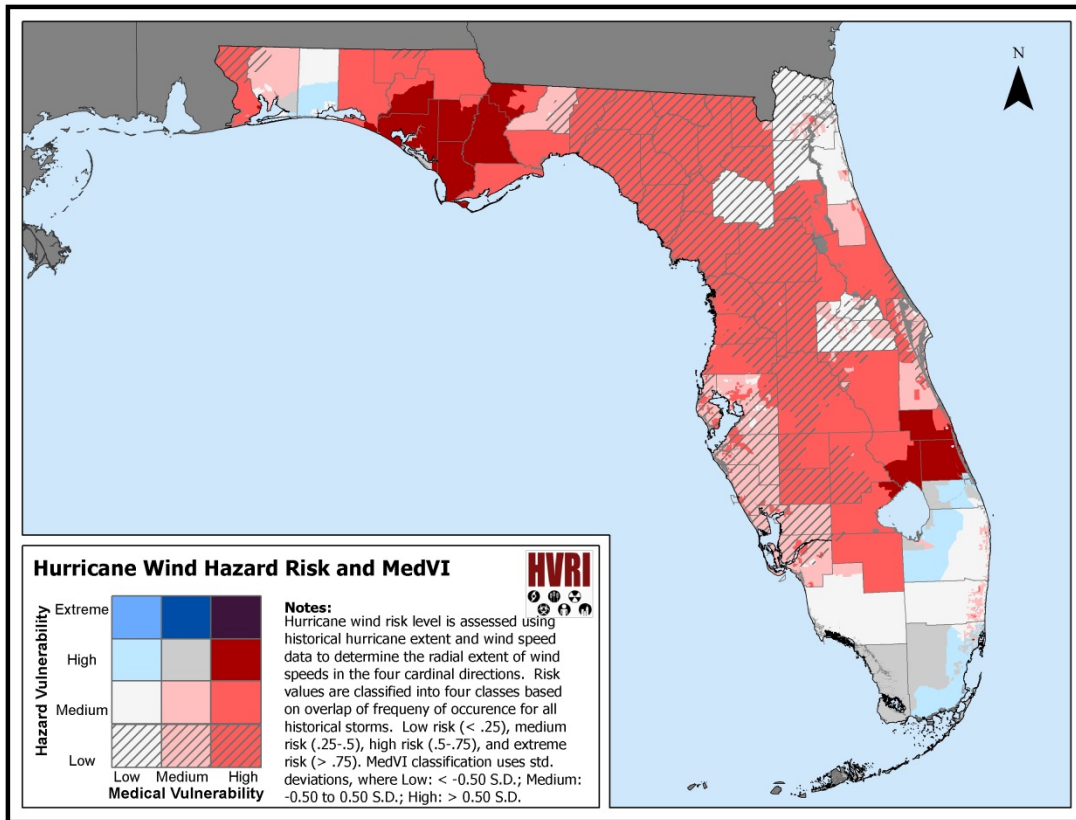 N
Hurricane Wind Hazard Risk and MedVI
HVRI
Hazard Vulnerability
Extreme
High
Medium
Low
Low
Medium
High
Medical Vulnerability
Notes:
Hurricane wind risk level is assessed using
historical hurricane extent and wind speed
data to determine the radial extent of wind
speeds in the four cardinal directions. Risk
values are classified into four classes based
on overlap of frequeny of occurence for all
historical storms. Low risk (< .25), medium
risk (.25-.5), high risk (.5-.75), and extreme
risk (> .75). MedVI classification uses std.
deviations, where Low: < -0.50 S.D.; Medium:
-0.50 to 0.50 S.D.; High: > 0.50 S.D.